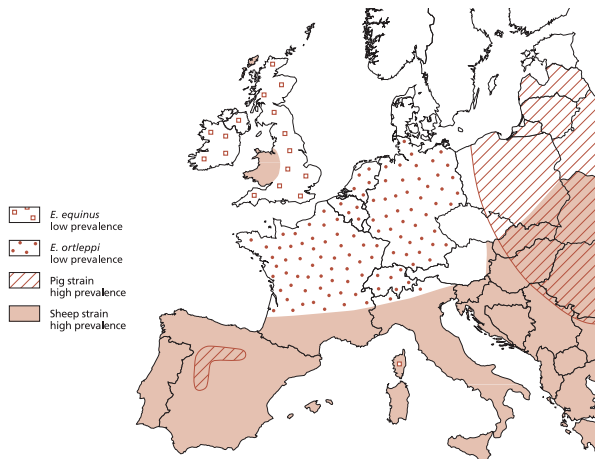 E. equinus
low prevalence
E. ortleppi
low prevalence
Pig strain
high prevalence
Sheep strain
high prevalence